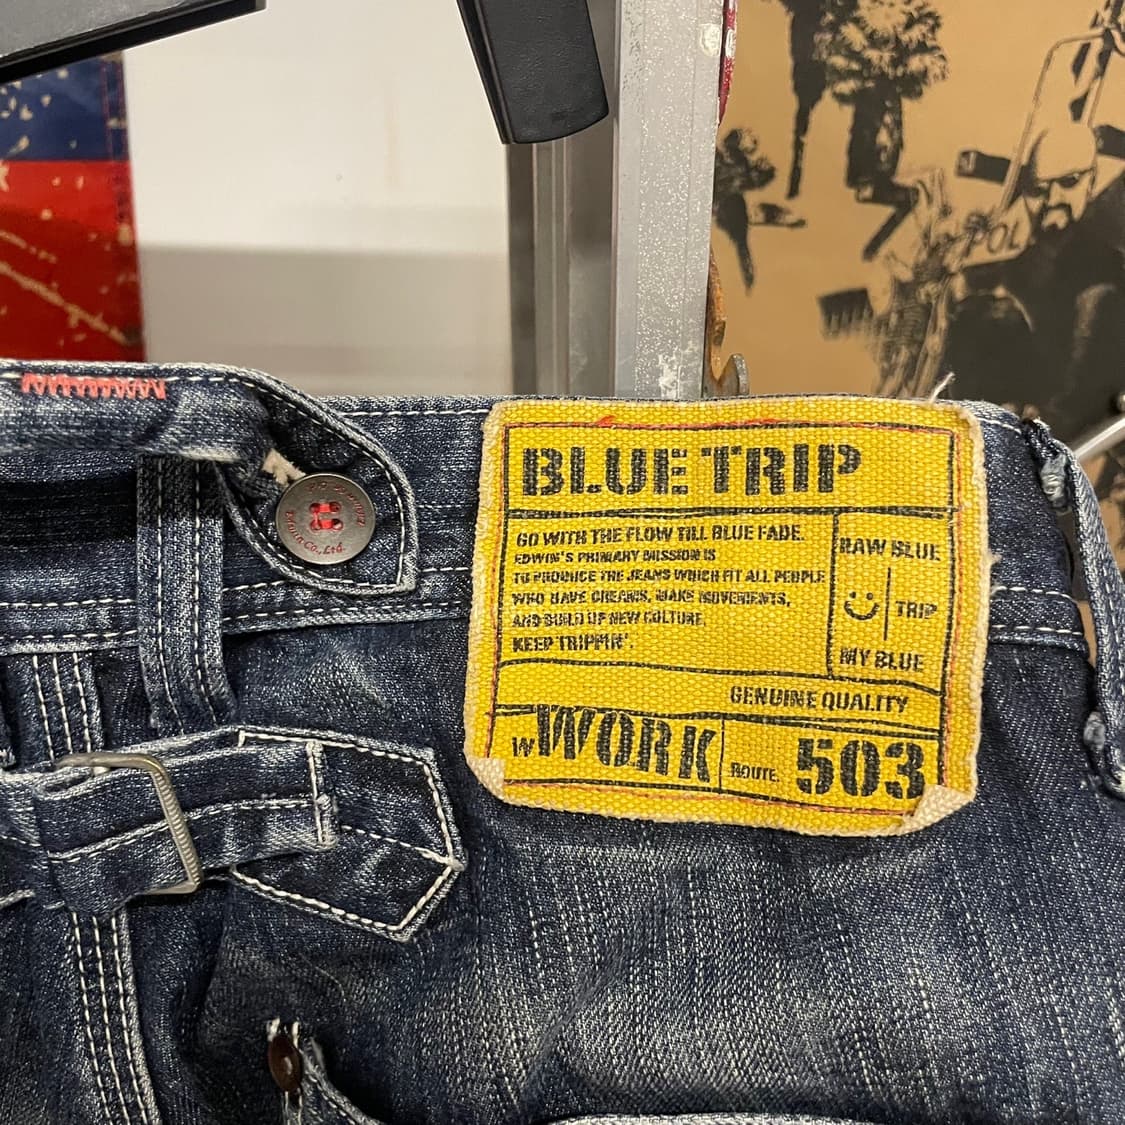 BLUE TRIP
GO WITH THE FLOW TILL BLUE FADE.
EDWIN'S PRIMARY MISSION IS
TO PRODUCE THE JEANS WHICH FIT ALL PEOPLE
WHO HAVE DREAMS, MAKE MOVEMENTS,
AND BUILD UP NEW CULTURE.
KEEP TRIPPIN'.
RAW BLUE
TRIP
MY BLUE
GENUINE QUALITY
W WORK
ROUTE.
503
Edwin Co., Ltd.
POL